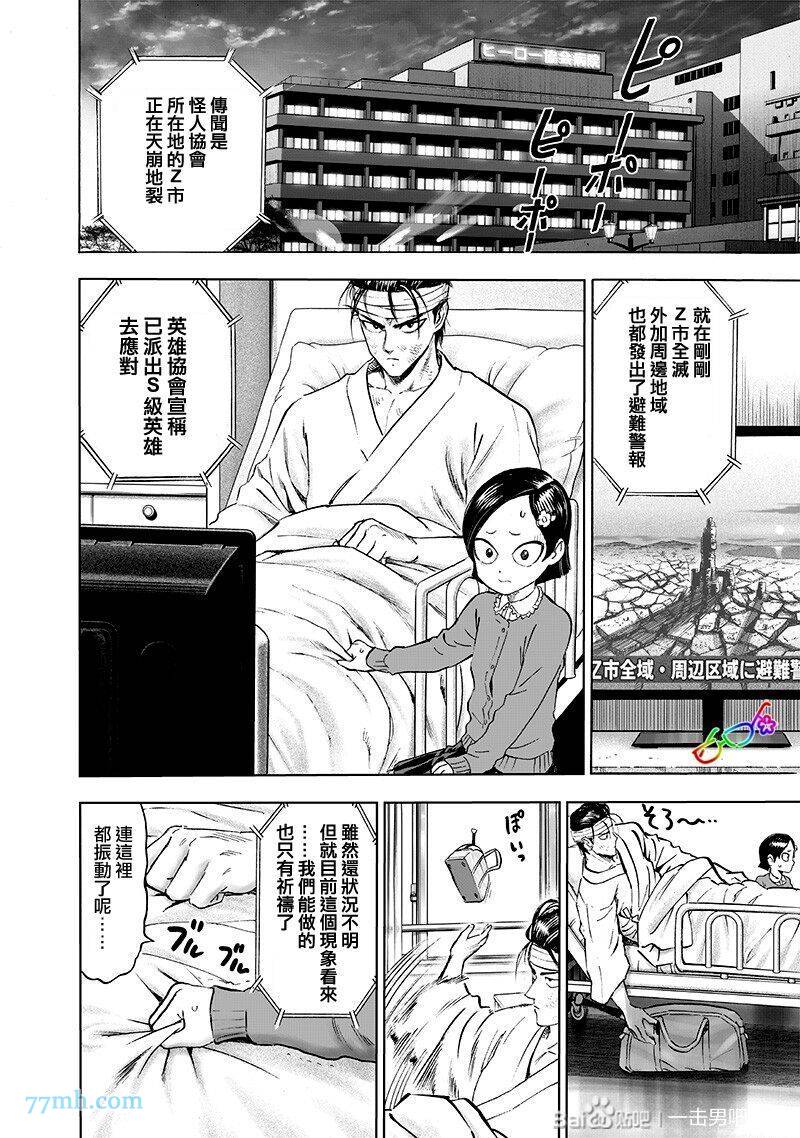 ヒーロー協会病院
ピーポ
ピーポ
傳聞是
怪人協會
所在地的Z市
正在天崩地裂
就在剛剛
Z市全滅
外加周邊地域
也都發出了避難警報
Z市全域・周辺区域に避難警
英雄協會宣稱
已派出S級英雄
去應對
そろ〜〜
ぽいっ
雖然還狀況不明
但就目前這個現象看來
……我們能做的
也只有祈禱了
ブルブル
連這裡
都振動了呢……
77mh.com
Bai貼吧 | 一击男吧